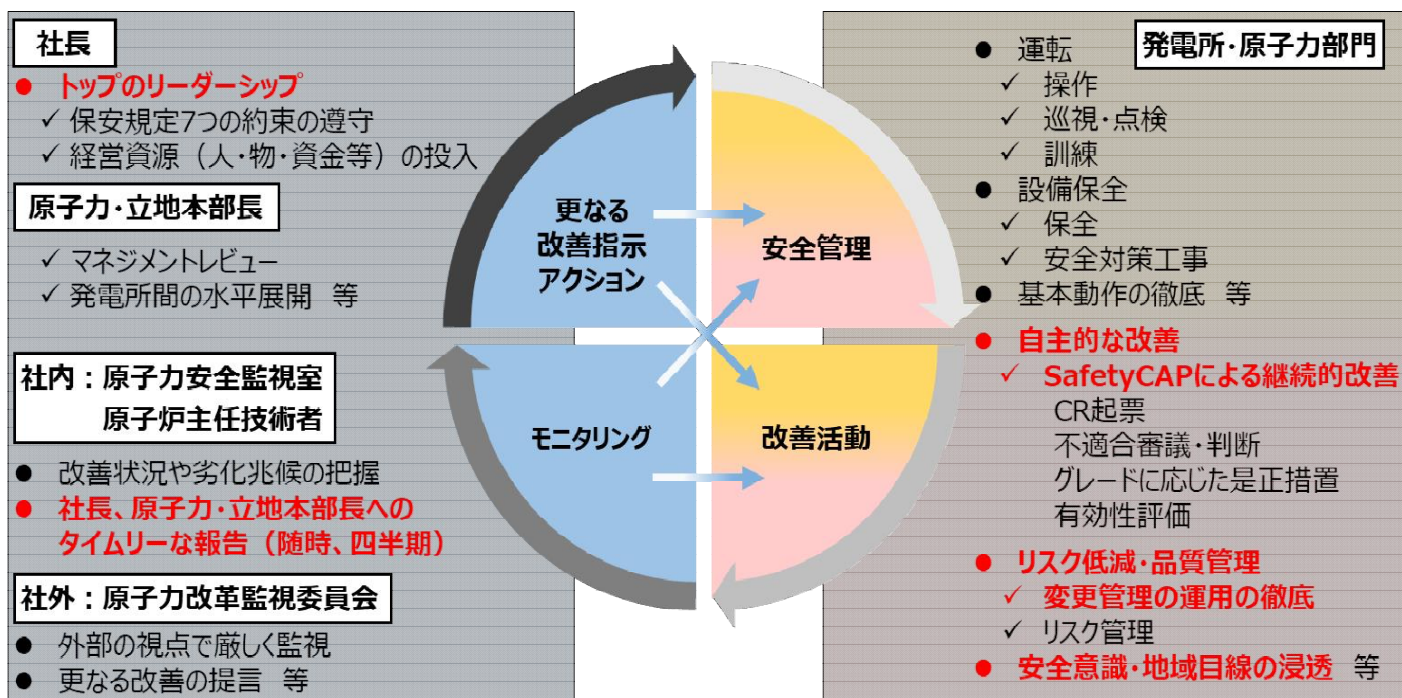 社長
● トップのリーダーシップ
✓ 保安規定7つの約束の遵守
✓ 経営資源（人・物・資金等）の投入
原子力・立地本部長
✓ マネジメントレビュー
✓ 発電所間の水平展開 等
社内：原子力安全監視室
原子炉主任技術者
● 改善状況や劣化兆候の把握
● 社長、原子力・立地本部長への
タイムリーな報告（随時、四半期）
社外：原子力改革監視委員会
● 外部の視点で厳しく監視
● 更なる改善の提言 等
更なる
改善指示
アクション
安全管理
モニタリング
改善活動
発電所・原子力部門
● 運転
✓ 操作
✓ 巡視・点検
✓ 訓練
● 設備保全
✓ 保全
✓ 安全対策工事
● 基本動作の徹底 等
● 自主的な改善
✓ SafetyCAPによる継続的改善
CR起票
不適合審議・判断
グレードに応じた是正措置
有効性評価
● リスク低減・品質管理
✓ 変更管理の運用の徹底
✓ リスク管理
● 安全意識・地域目線の浸透 等